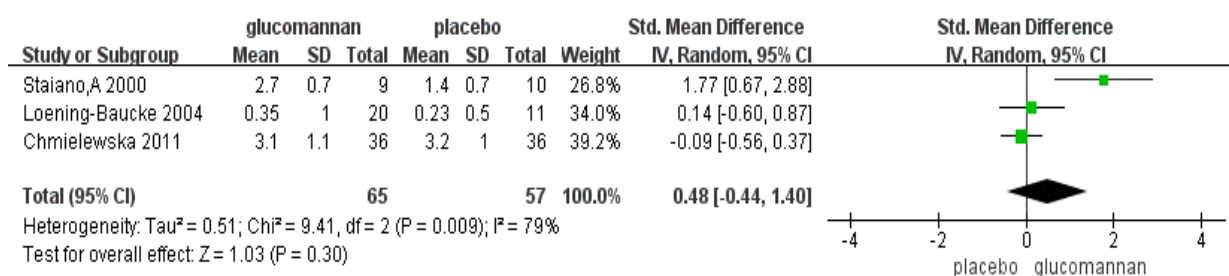 glucomannan placebo Std. Mean Difference Std. Mean Difference
Study or Subgroup Mean SD Total Mean SD Total Weight IV, Random, 95% CI IV, Random, 95% CI
Staiano,A 2000 2.7 0.7 9 1.4 0.7 10 26.8% 1.77 [0.67, 2.88]
Loening-Baucke 2004 0.35 1 20 0.23 0.5 11 34.0% 0.14 [-0.60, 0.87]
Chmielewska 2011 3.1 1.1 36 3.2 1 36 39.2% -0.09 [-0.56, 0.37]
Total (95% CI) 65 57 100.0% 0.48 [-0.44, 1.40]
Heterogeneity: Tau² = 0.51; Chi² = 9.41, df = 2 (P = 0.009); I² = 79%
Test for overall effect: Z = 1.03 (P = 0.30)
-4 -2 0 2 4
placebo glucomannan